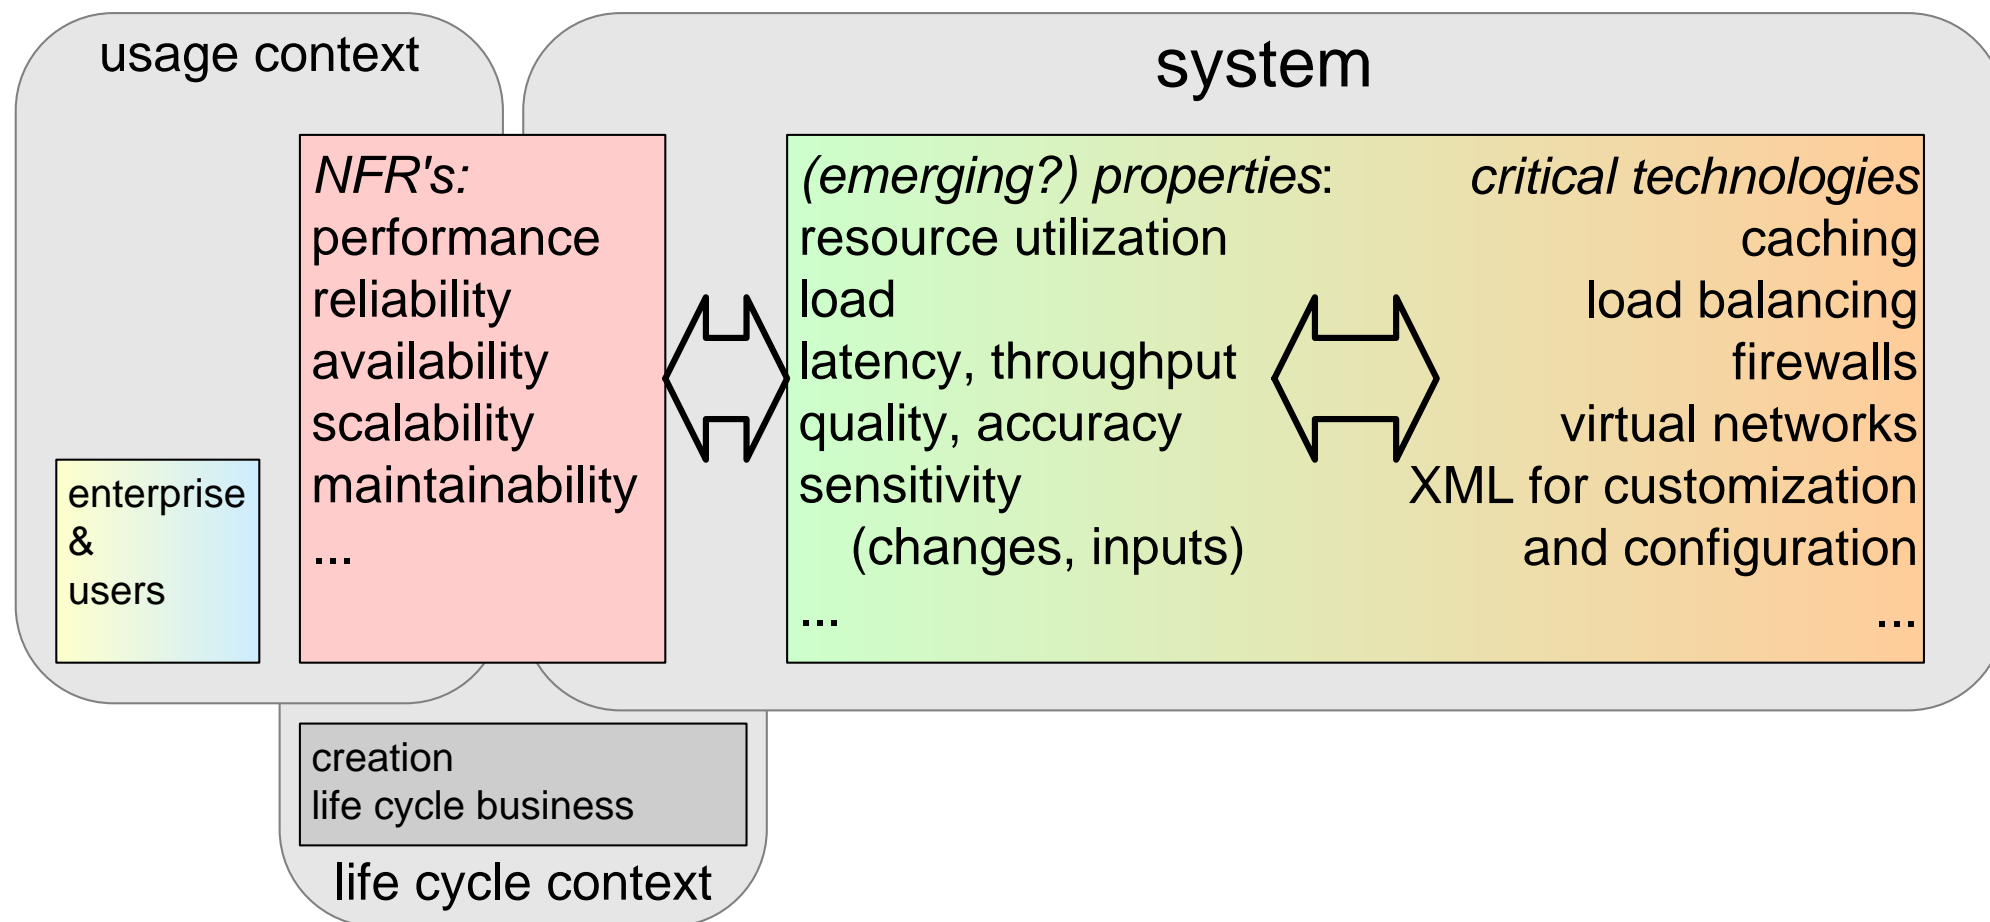 usage context
system
NFR's:
performance
reliability
availability
scalability
maintainability
...
enterprise
&
users
(emerging?) properties:
resource utilization
load
latency, throughput
quality, accuracy
sensitivity
(changes, inputs)
...
critical technologies
caching
load balancing
firewalls
virtual networks
XML for customization
and configuration
...
creation
life cycle business
life cycle context